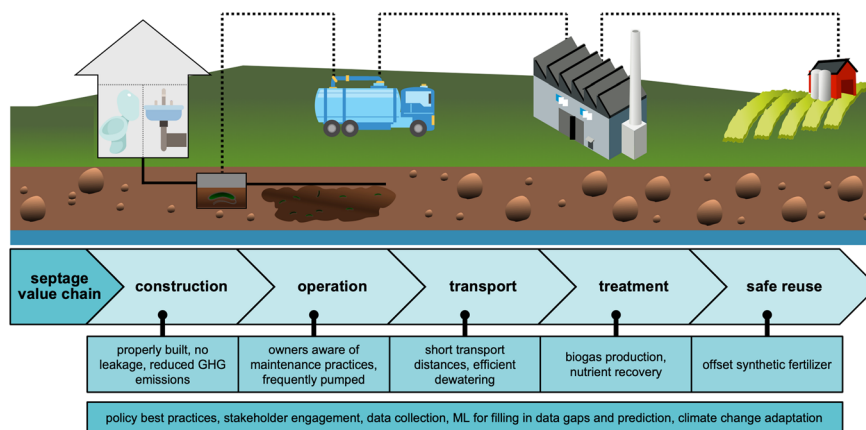 septage
value chain
construction
operation
transport
treatment
safe reuse
properly built, no
leakage, reduced GHG
emissions
owners aware of
maintenance practices,
frequently pumped
short transport
distances, efficient
dewatering
biogas production,
nutrient recovery
offset synthetic fertilizer
policy best practices, stakeholder engagement, data collection, ML for filling in data gaps and prediction, climate change adaptation